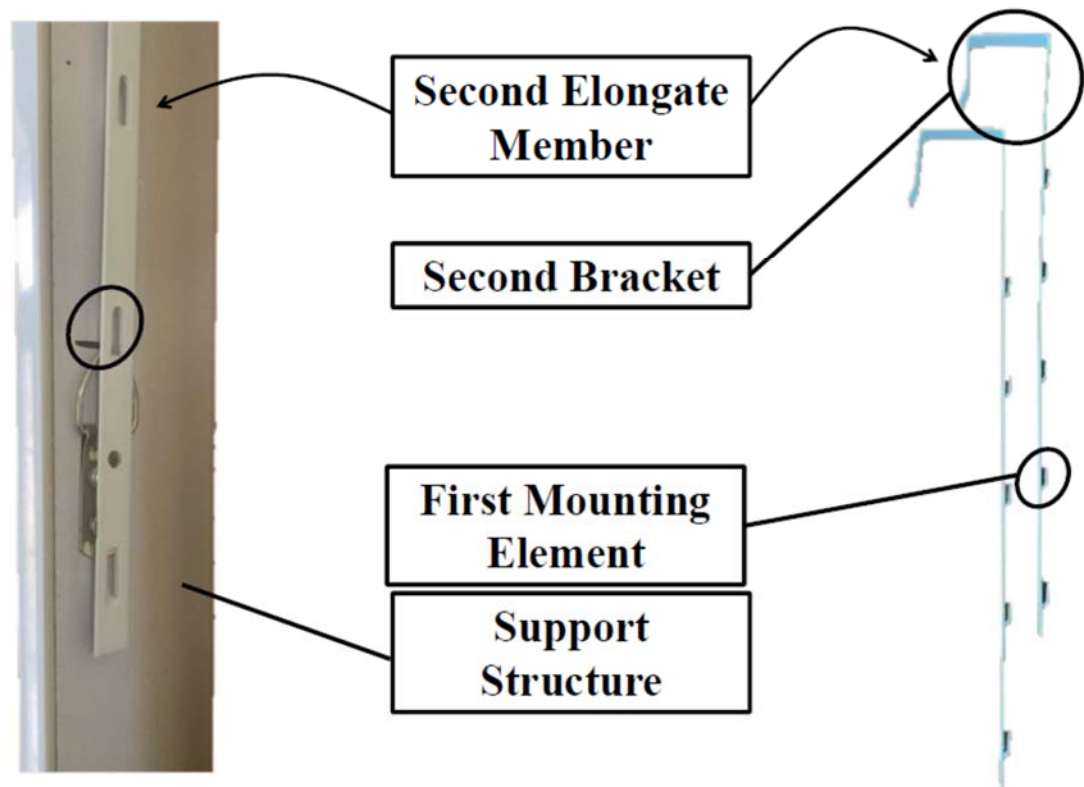 Second Elongate
Member
Second Bracket
First Mounting
Element
Support
Structure